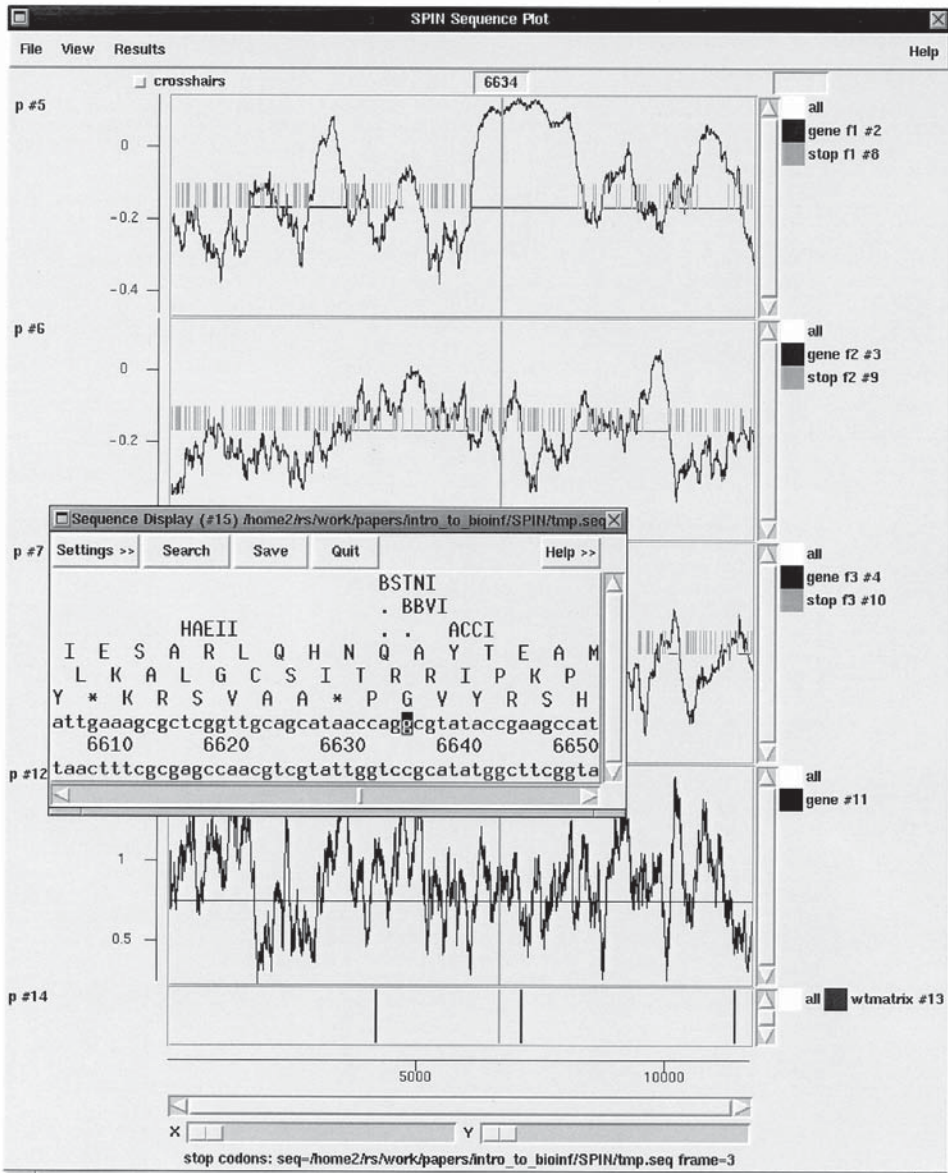 SPIN Sequence Plot
File View Results Help
crosshairs 6634
p #5
all
gene f1 #2
stop f1 #8
0
-0.2
-0.4
p #6
all
gene f2 #3
stop f2 #9
0
-0.2
Sequence Display (#15) /home2/rs/work/papers/intro_to_bioinf/SPIN/tmp.seq
p #7
Settings >> Search Save Quit Help >>
all
gene f3 #4
stop f3 #10
BSTNI
. BBVI
HAEII . . ACCI
I E S A R L Q H N Q A Y T E A M
L K A L G C S I T R R I P K P
Y * K R S V A A * P G V Y R S H
attgaaagcgctcggttgcagcataaccaggcgtataccgaagccat
6610 6620 6630 6640 6650
taactttcgcgagccaacgtcgtattggtccgcatatggcttcggta
p #12
all
gene #11
1
0.5
p #14
all wtmatrix #13
5000 10000
X Y
stop codons: seq=/home2/rs/work/papers/intro_to_bioinf/SPIN/tmp.seq frame=3